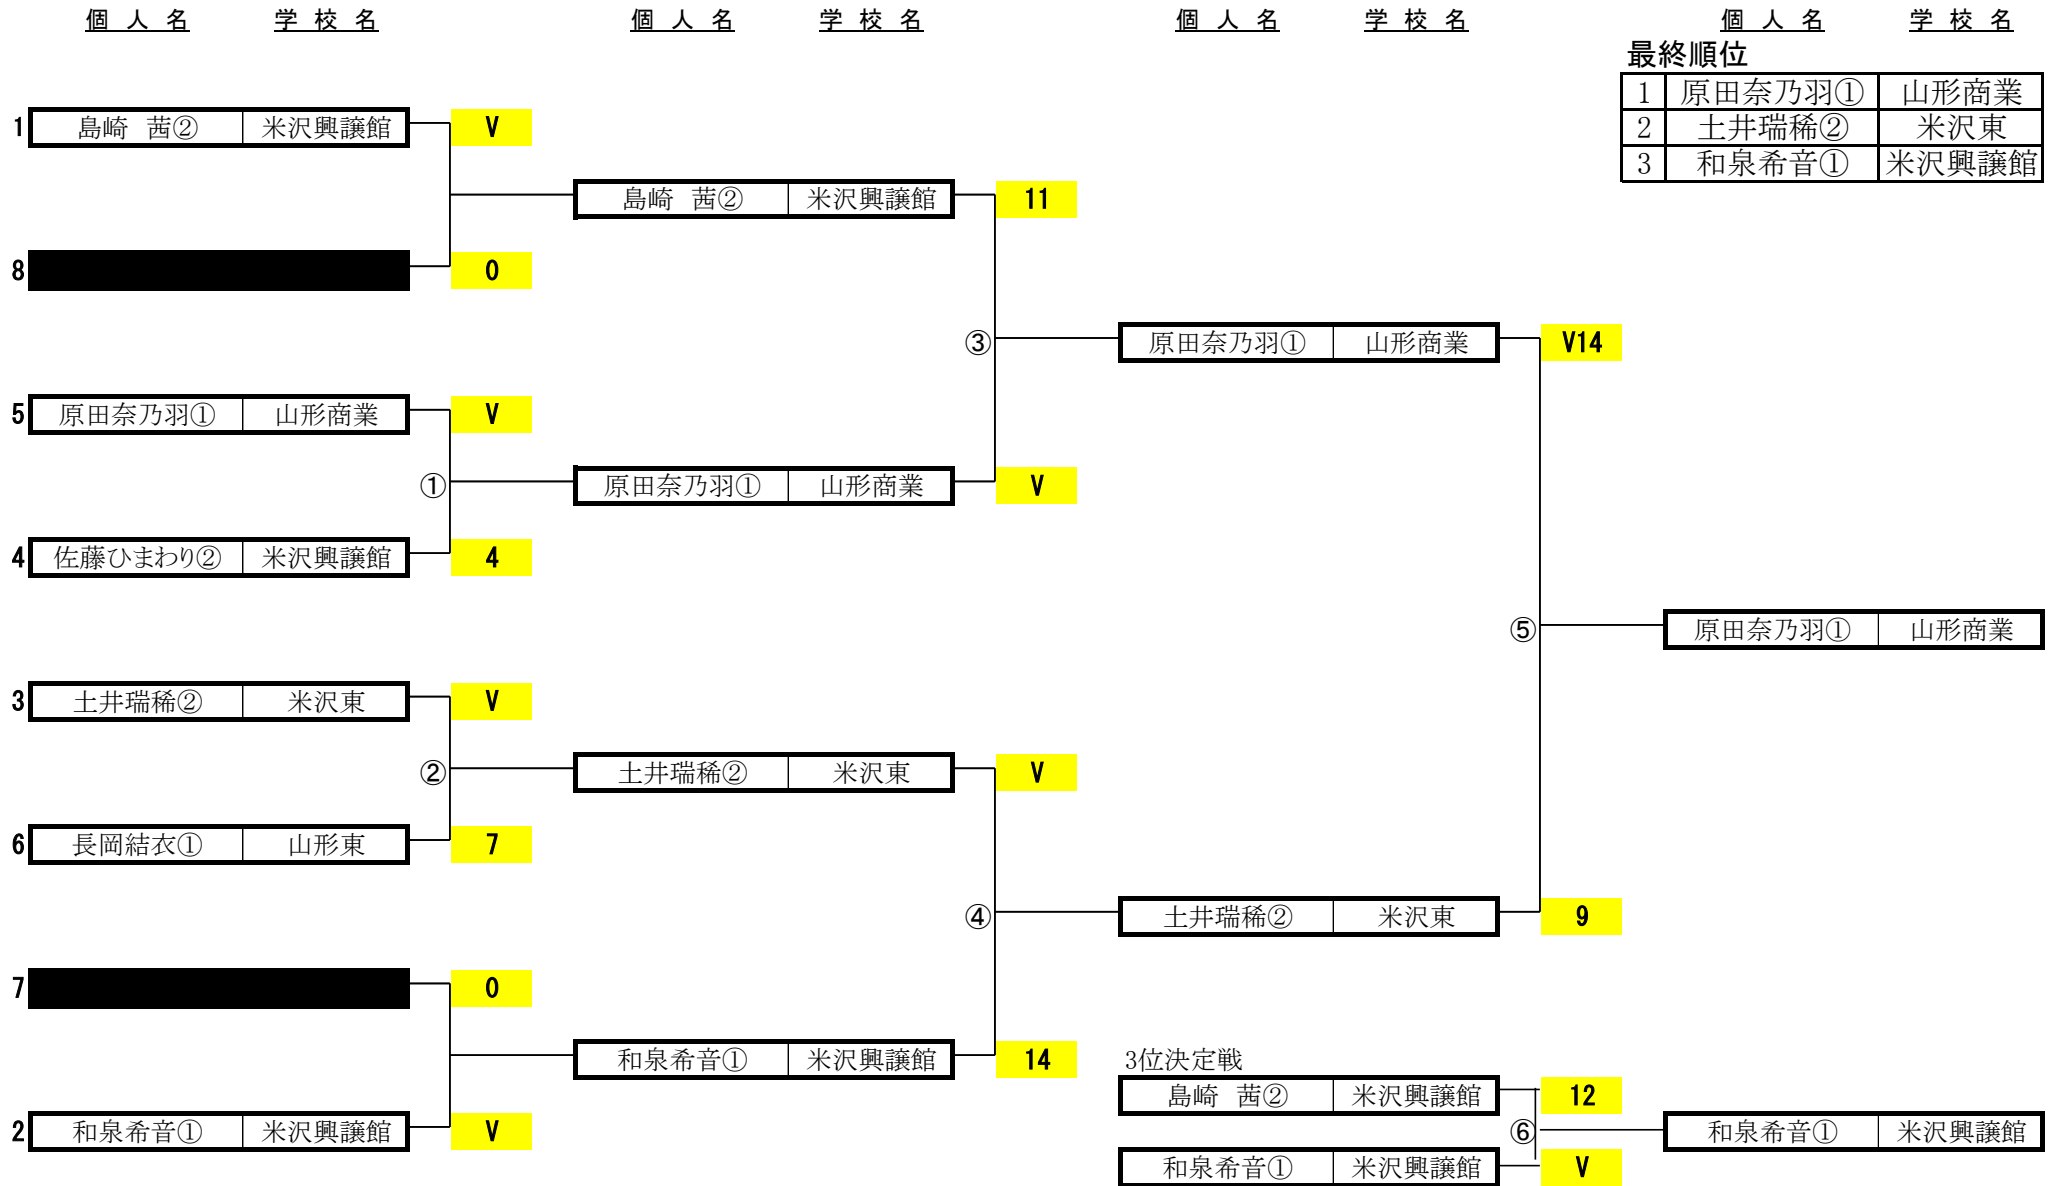 個 人 名 学 校 名 個 人 名 学 校 名 個 人 名 学 校 名 個 人 名 学 校 名
最終順位
1 原田奈乃羽① 山形商業
2 土井瑞稀② 米沢東
3 和泉希音① 米沢興譲館
1 島崎 茜② 米沢興譲館 V
島崎 茜② 米沢興譲館 11
8 0
③ 原田奈乃羽① 山形商業 V14
5 原田奈乃羽① 山形商業 V
① 原田奈乃羽① 山形商業 V
4 佐藤ひまわり② 米沢興譲館 4
⑤ 原田奈乃羽① 山形商業
3 土井瑞稀② 米沢東 V
② 土井瑞稀② 米沢東 V
6 長岡結衣① 山形東 7
④ 土井瑞稀② 米沢東 9
7 0
和泉希音① 米沢興譲館 14
3位決定戦
島崎 茜② 米沢興譲館 12
2 和泉希音① 米沢興譲館 V
⑥ 和泉希音① 米沢興譲館
和泉希音① 米沢興譲館 V